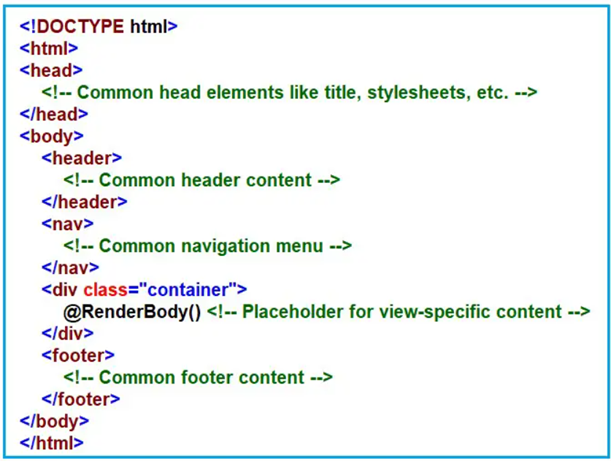 <!DOCTYPE html>
<html>
<head>
<!-- Common head elements like title, stylesheets, etc. -->
</head>
<body>
<header>
<!-- Common header content -->
</header>
<nav>
<!-- Common navigation menu -->
</nav>
<div class="container">
@RenderBody() <!-- Placeholder for view-specific content -->
</div>
<footer>
<!-- Common footer content -->
</footer>
</body>
</html>